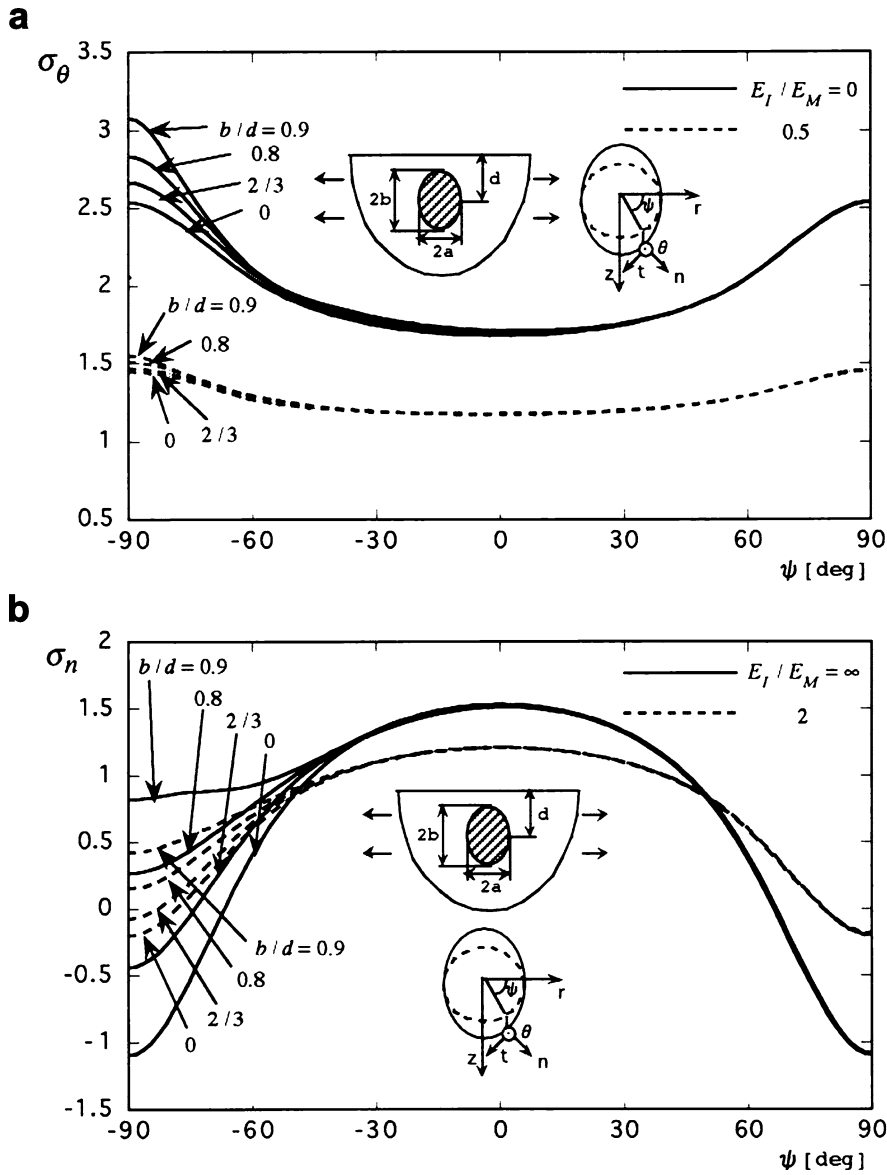 a
σθ
3.5
3
2.5
2
1.5
1
0.5
E_I / E_M = 0
0.5
b / d = 0.9
0.8
2 / 3
0
2b
d
2a
ψ
r
θ
z
t
n
b / d = 0.9
0.8
2 / 3
0
-90
-60
-30
0
30
60
90
ψ [deg]
b
σn
2
1.5
1
0.5
0
-0.5
-1
-1.5
E_I / E_M = ∞
2
b / d = 0.9
0.8
2 / 3
0
2b
d
2a
b / d = 0.9
0.8
2 / 3
0
ψ
r
θ
z
t
n
-90
-60
-30
0
30
60
90
ψ [deg]